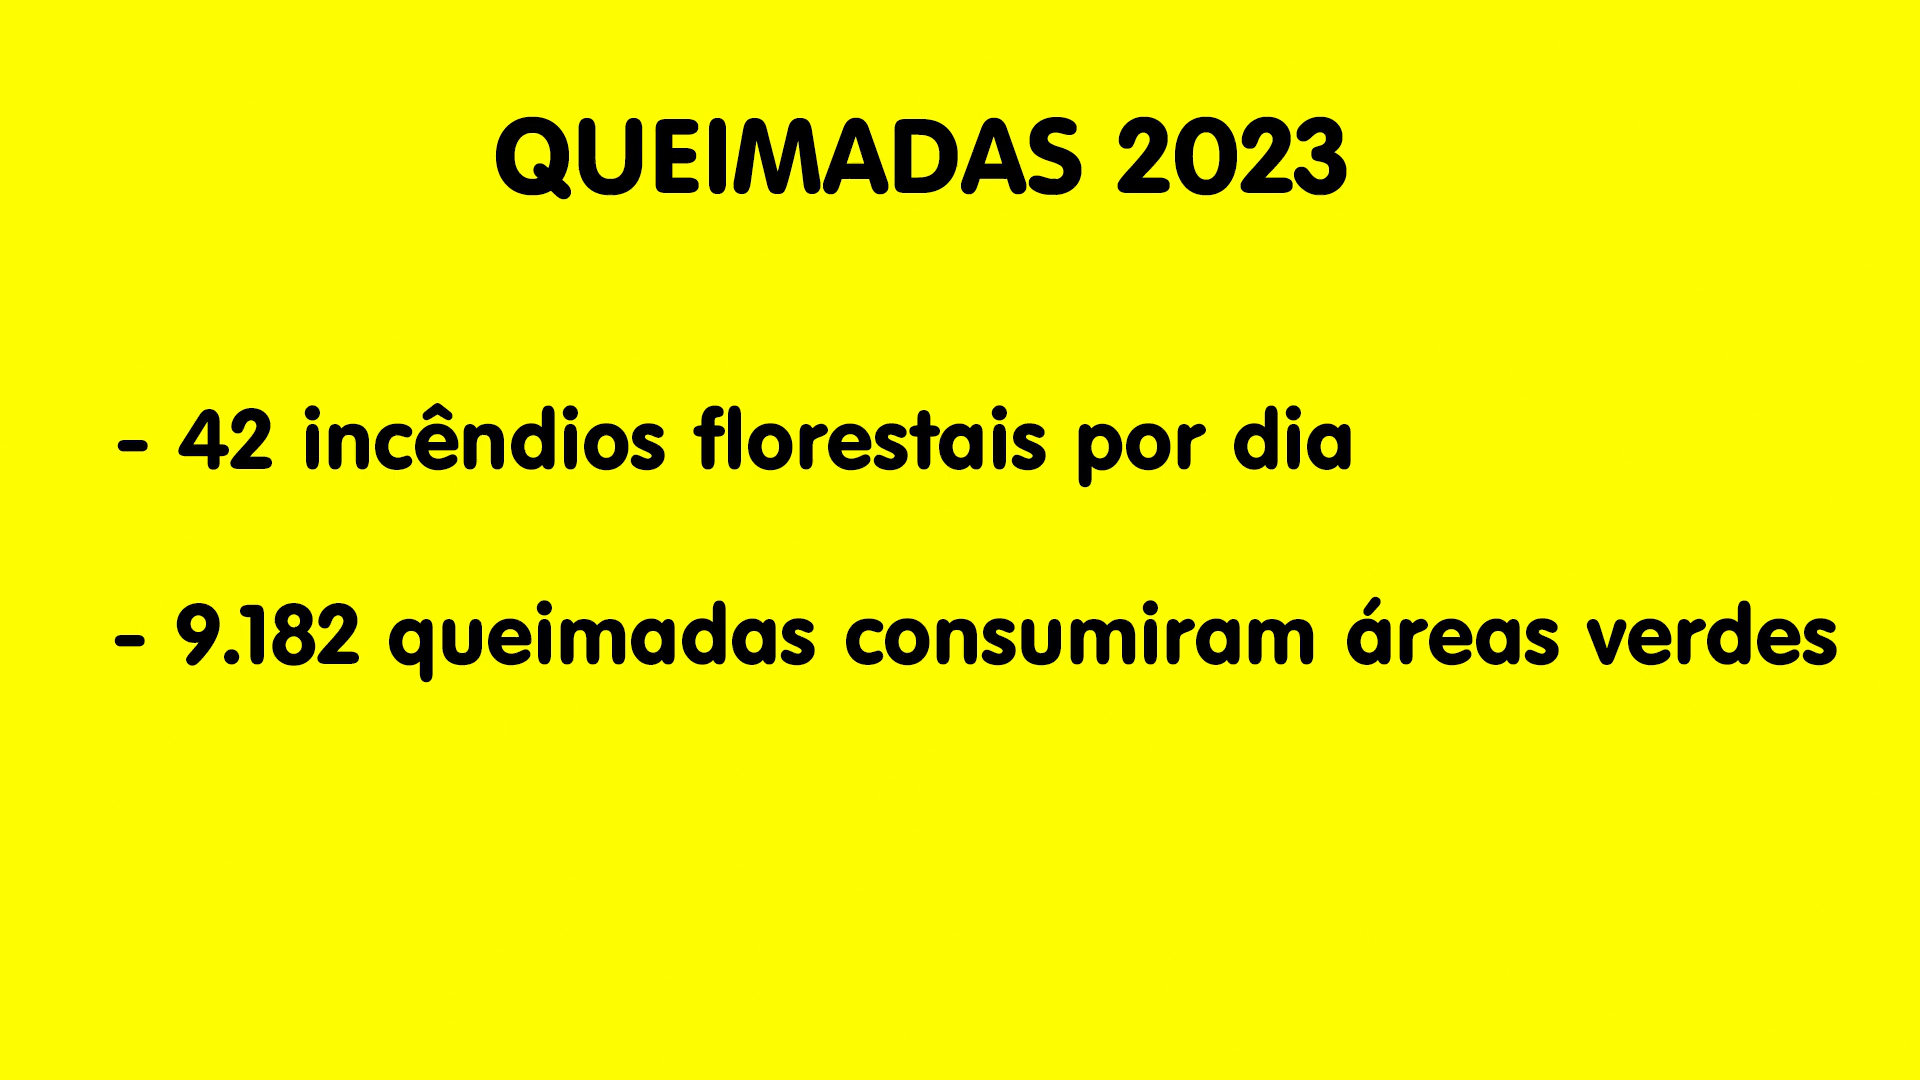 QUEIMADAS 2023
- 42 incêndios florestais por dia
- 9.182 queimadas consumiram áreas verdes